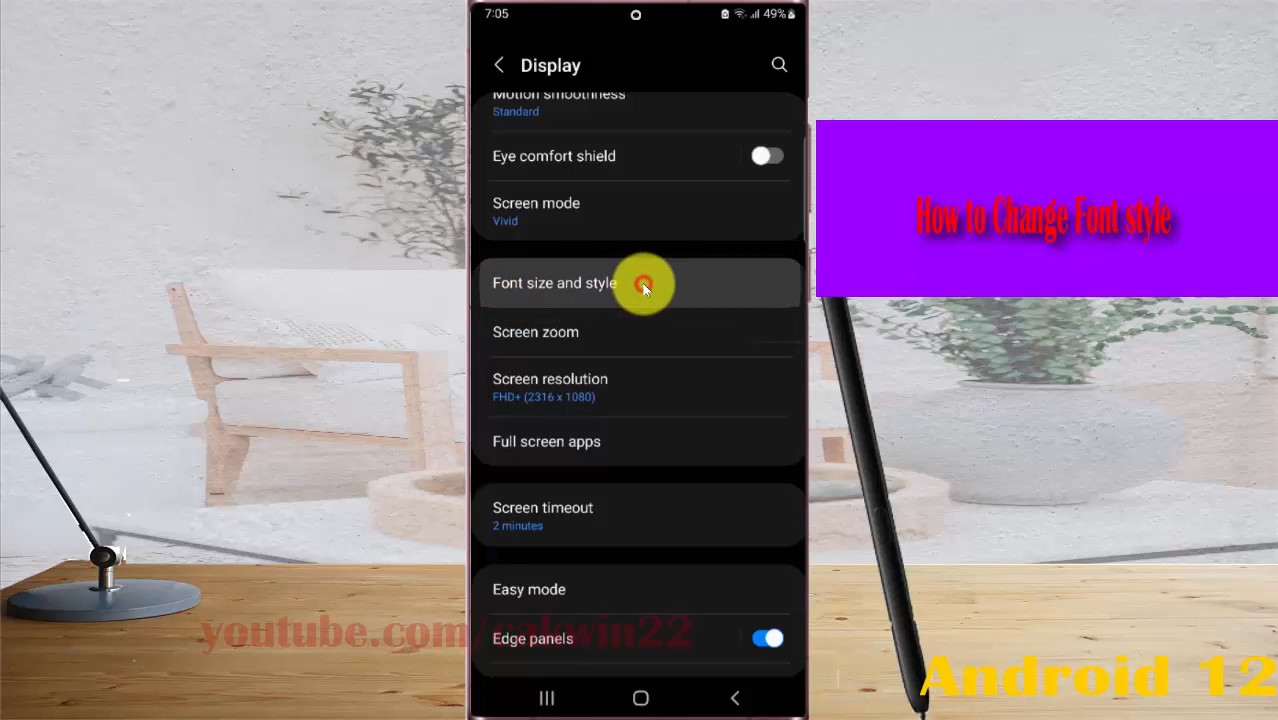 7:05
49%
Display
Motion smoothness
Standard
Eye comfort shield
Screen mode
Vivid
Font size and style
Screen zoom
Screen resolution
FHD+ (2316 x 1080)
Full screen apps
Screen timeout
2 minutes
Easy mode
Edge panels
How to Change Font style
youtube.com/cakwin22
Android 12